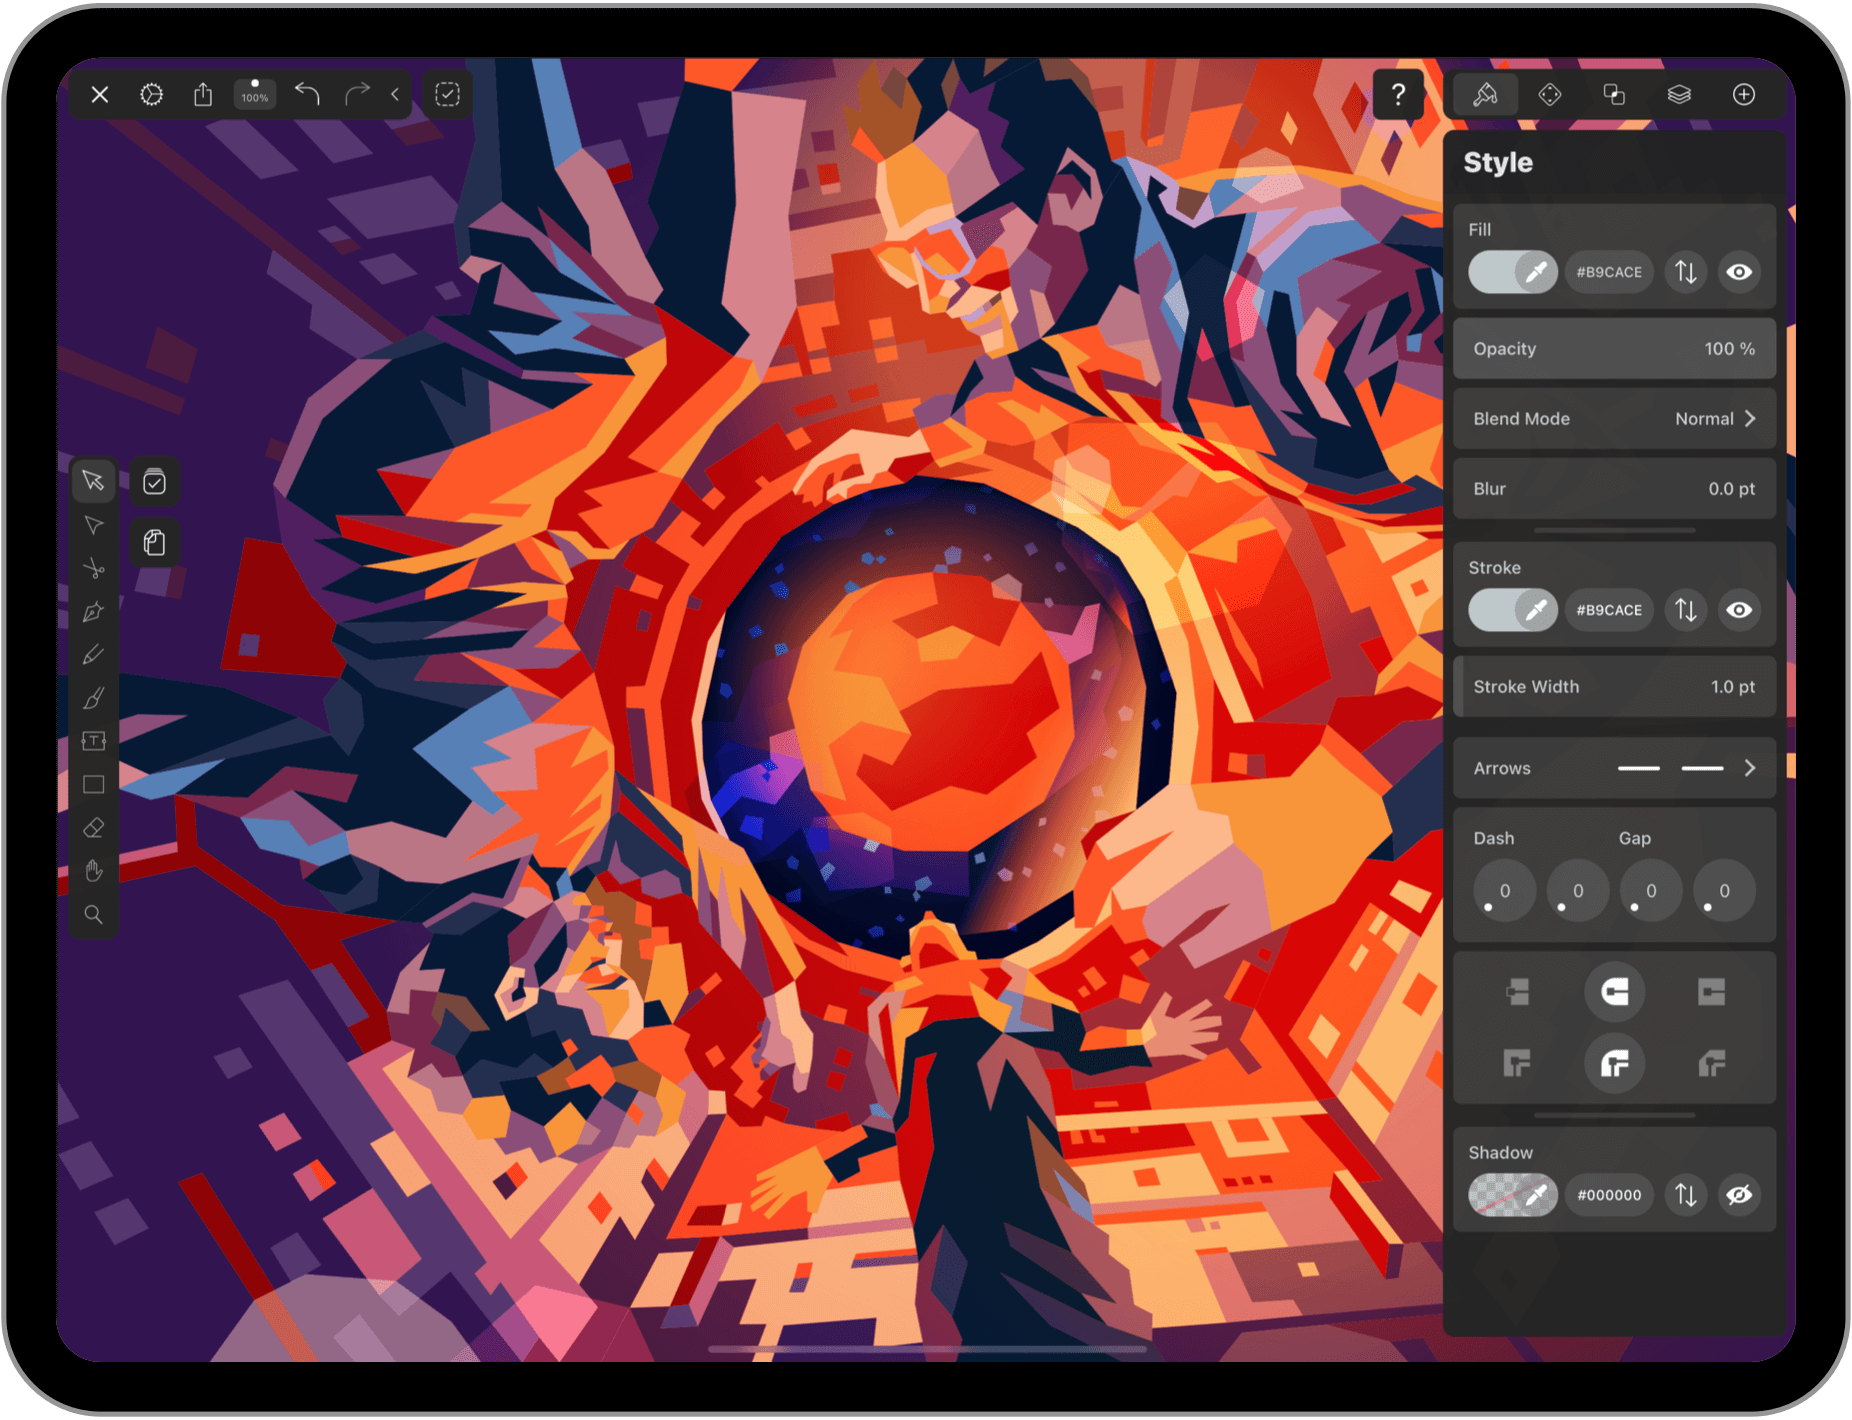 100%
?
Style
Fill
#B9CACE
Opacity 100 %
Blend Mode Normal
Blur 0.0 pt
Stroke
#B9CACE
Stroke Width 1.0 pt
Arrows
Dash Gap
0 0 0 0
Shadow
#000000
T